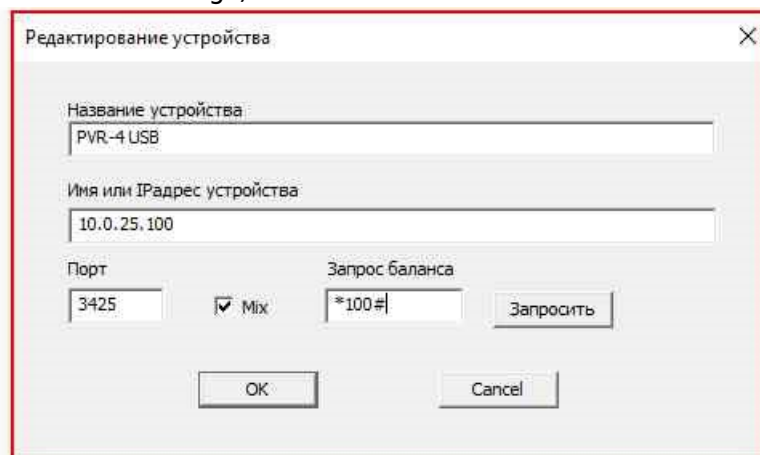 Редактирование устройства
Название устройства
PVR-4 USB
Имя или IPадрес устройства
10.0.25.100
Порт
Запрос баланса
3425
Mix
*100#
Запросить
OK
Cancel